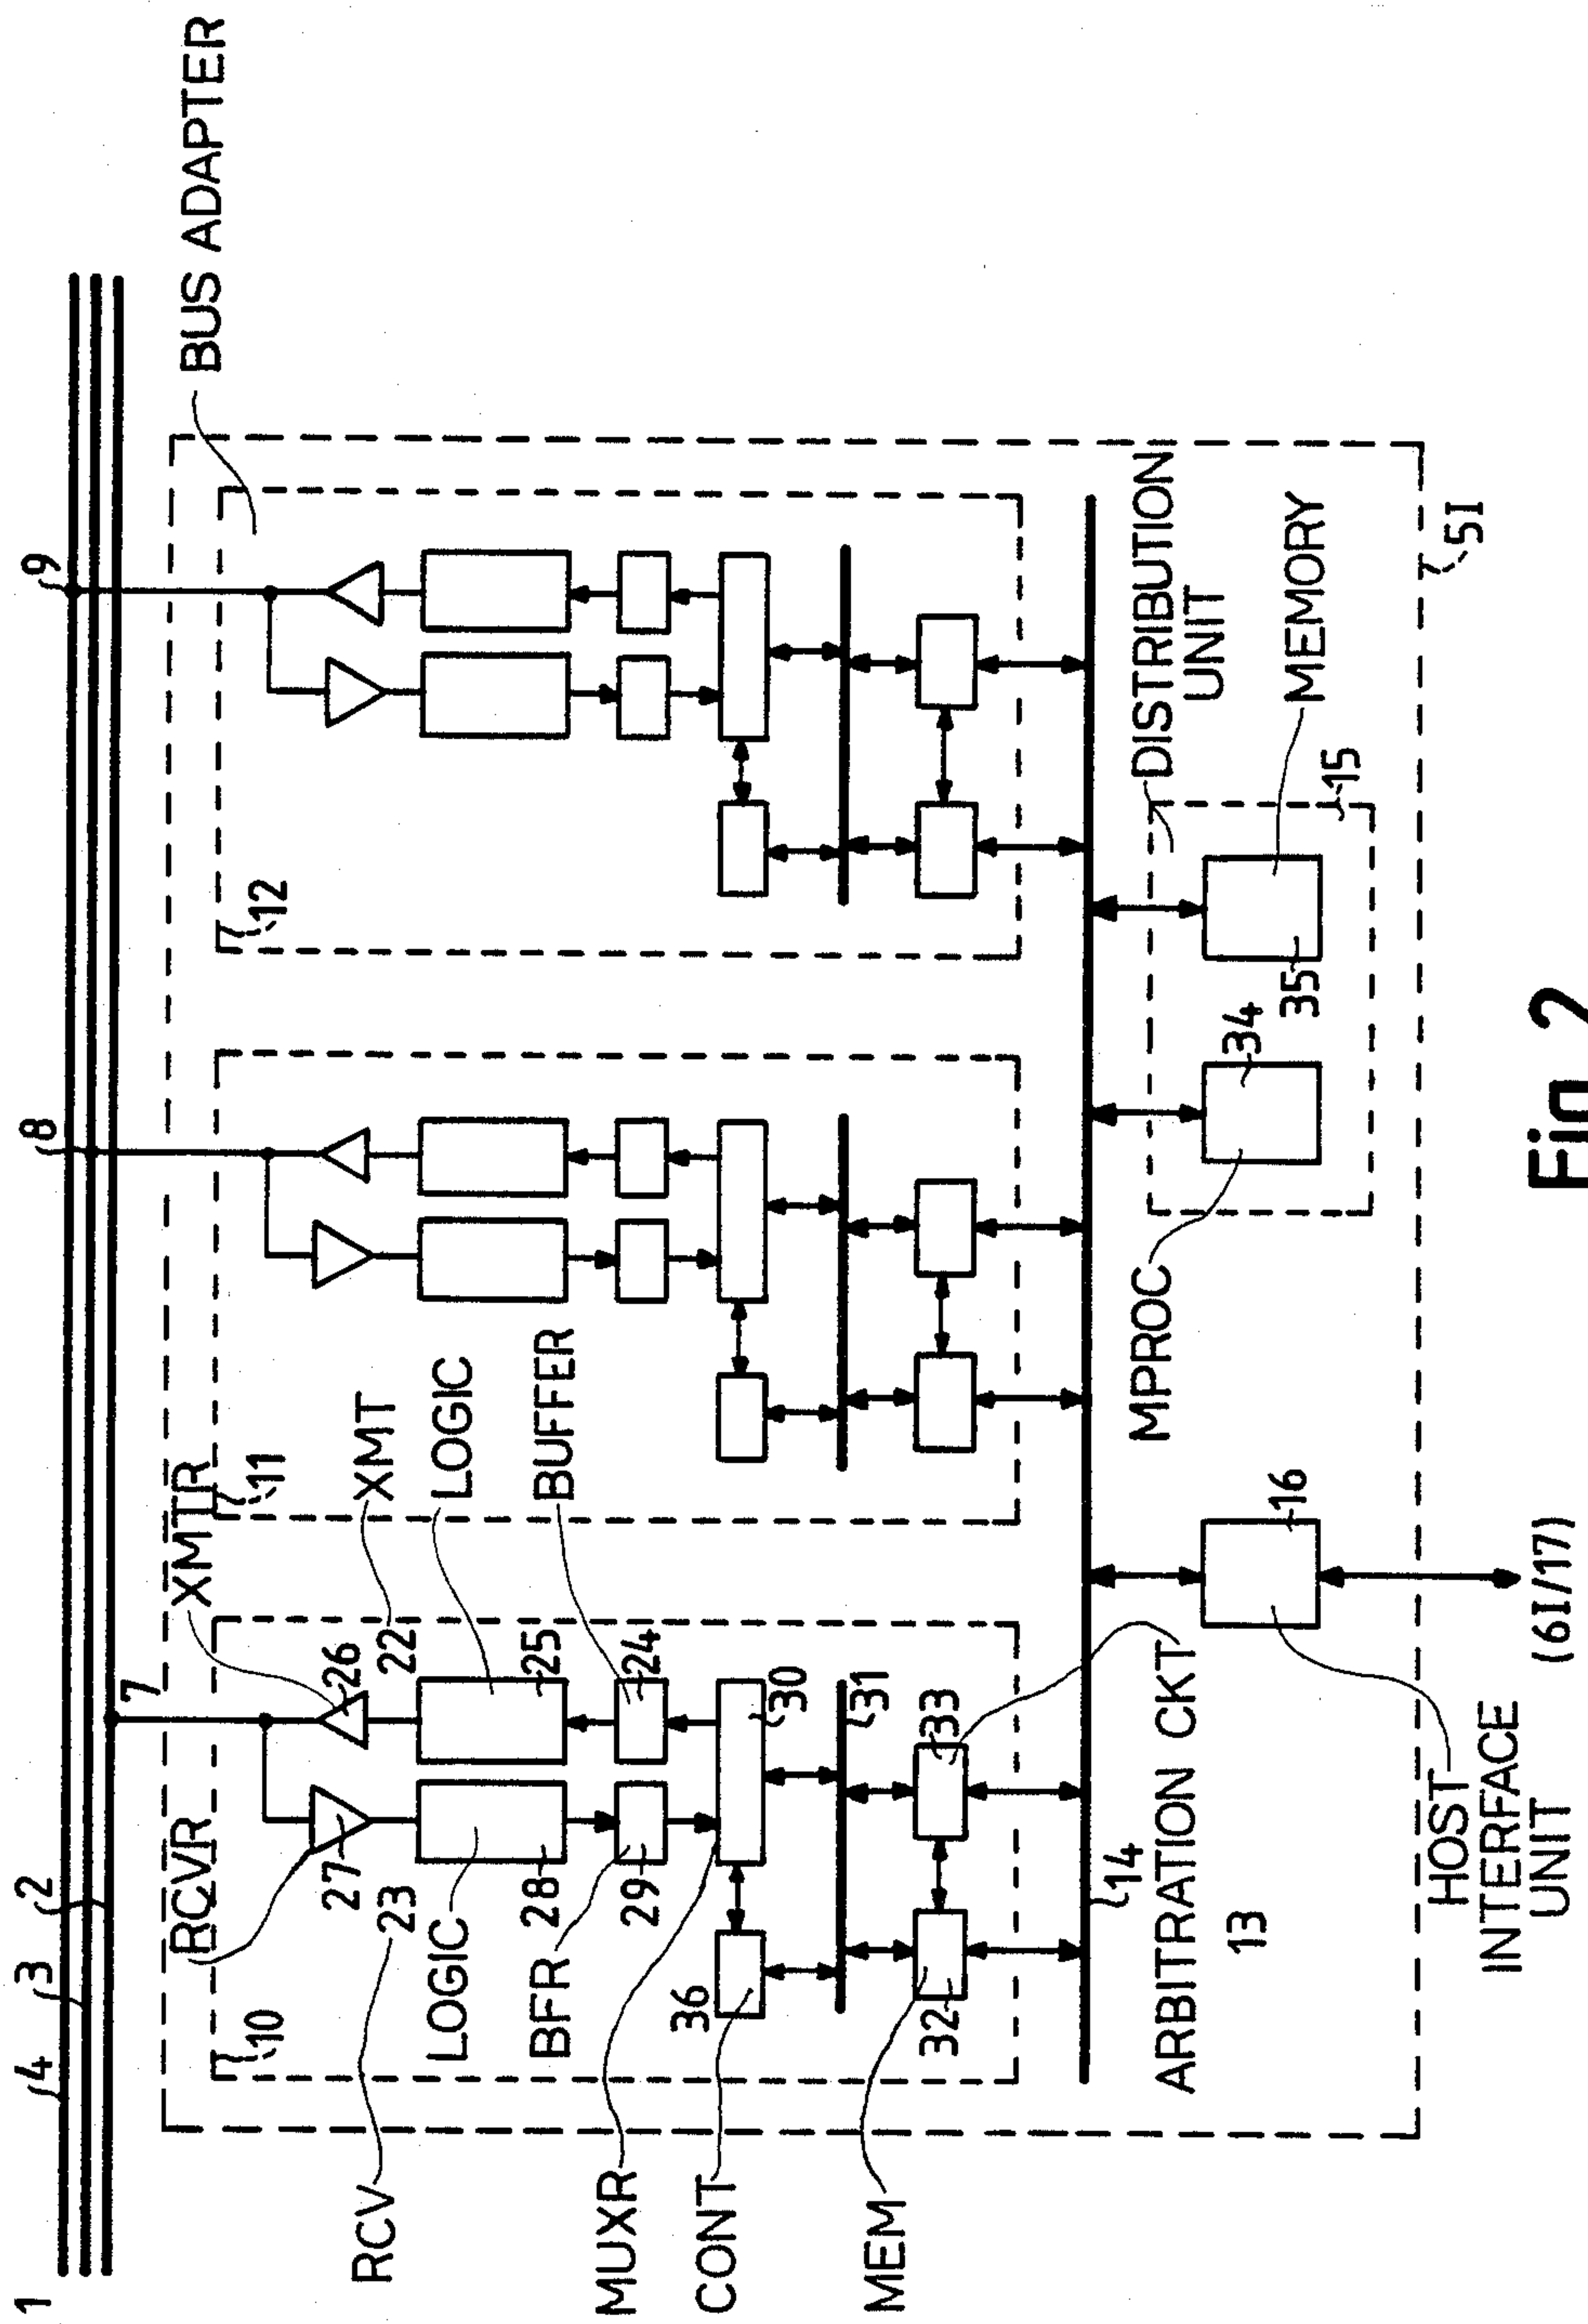 1
4
3
2
7
8
9
BUS ADAPTER
10
RCVR
XMTR
11
12
RCV
23
27
26
22
XMT
LOGIC
28
25
LOGIC
BFR
29
24
BUFFER
MUXR
36
30
CONT
31
MEM
32
33
14
ARBITRATION CKT
13
MPROC
34
35
DISTRIBUTION
UNIT
MEMORY
15
16
HOST
INTERFACE
UNIT
(6I/17)
5I
Fig. 2